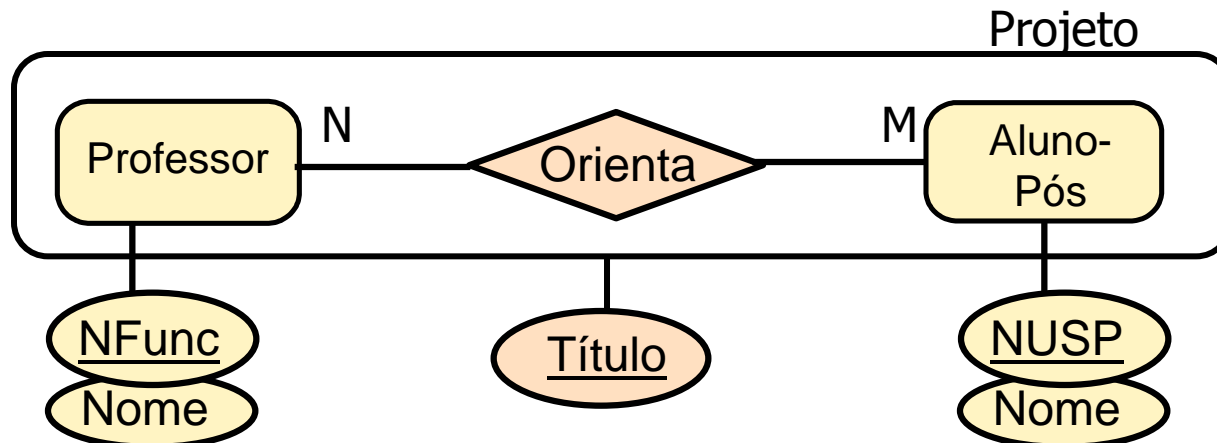 Projeto
Professor
N
Orienta
M
Aluno-
Pós
NFunc
Nome
Título
NUSP
Nome